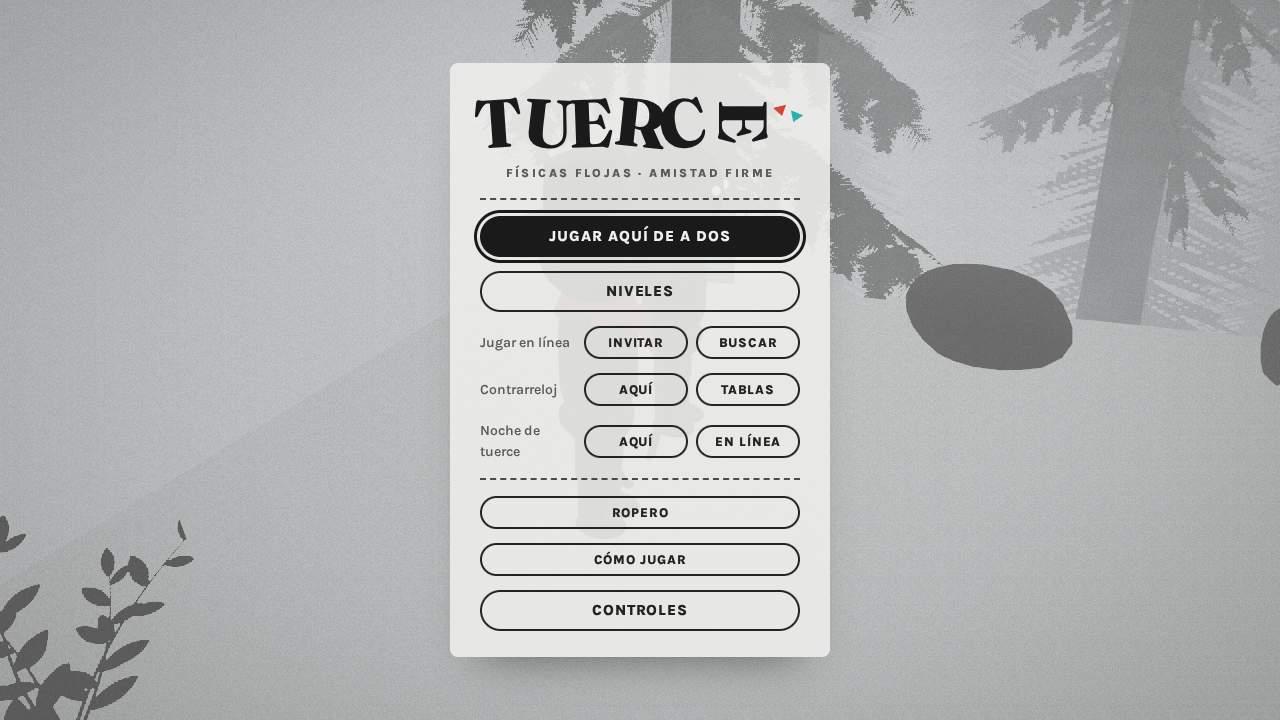 TUERCE
FÍSICAS FLOJAS · AMISTAD FIRME
JUGAR AQUÍ DE A DOS
NIVELES
Jugar en línea INVITAR BUSCAR
Contrarreloj AQUÍ TABLAS
Noche de
tuerce AQUÍ EN LÍNEA
ROPERO
CÓMO JUGAR
CONTROLES